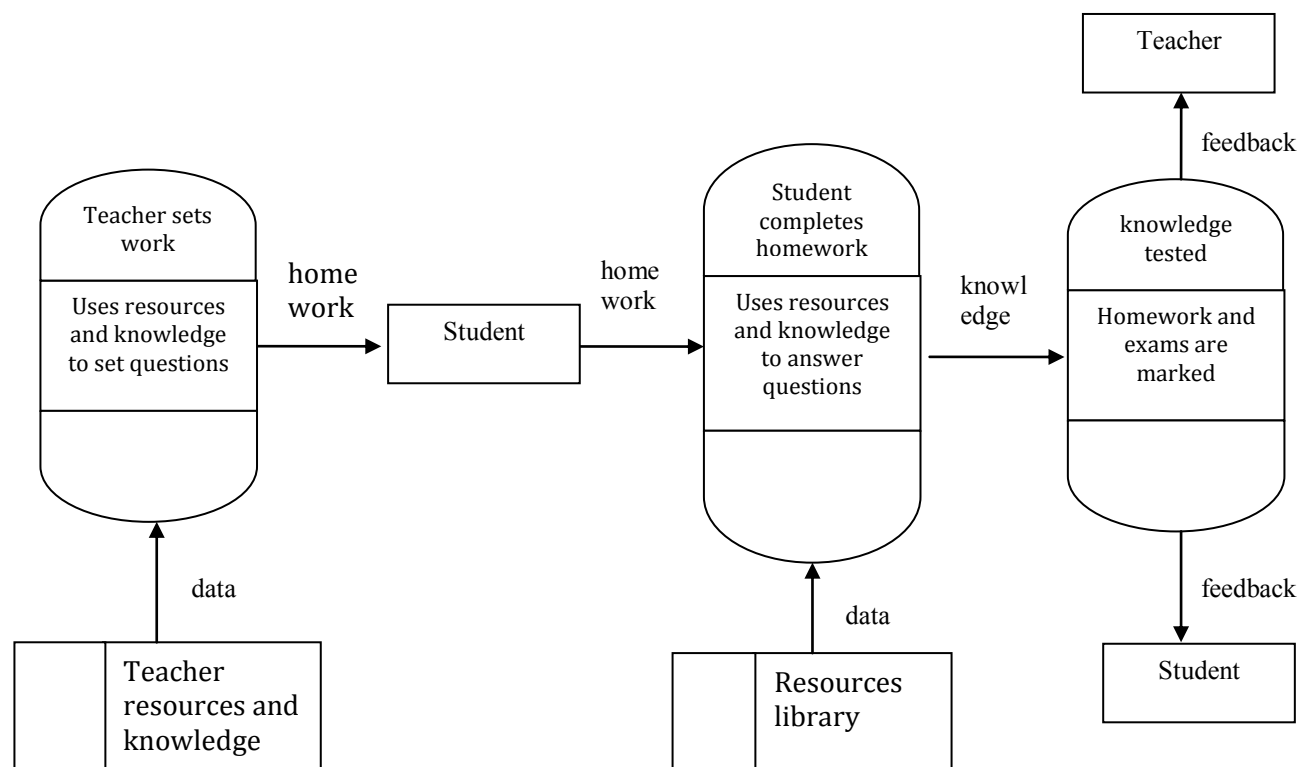 Teacher
feedback
Teacher sets
work
Uses resources
and knowledge
to set questions
home
work
Student
home
work
Student
completes
homework
Uses resources
and knowledge
to answer
questions
knowl
edge
knowledge
tested
Homework and
exams are
marked
data
data
feedback
Teacher
resources and
knowledge
Resources
library
Student